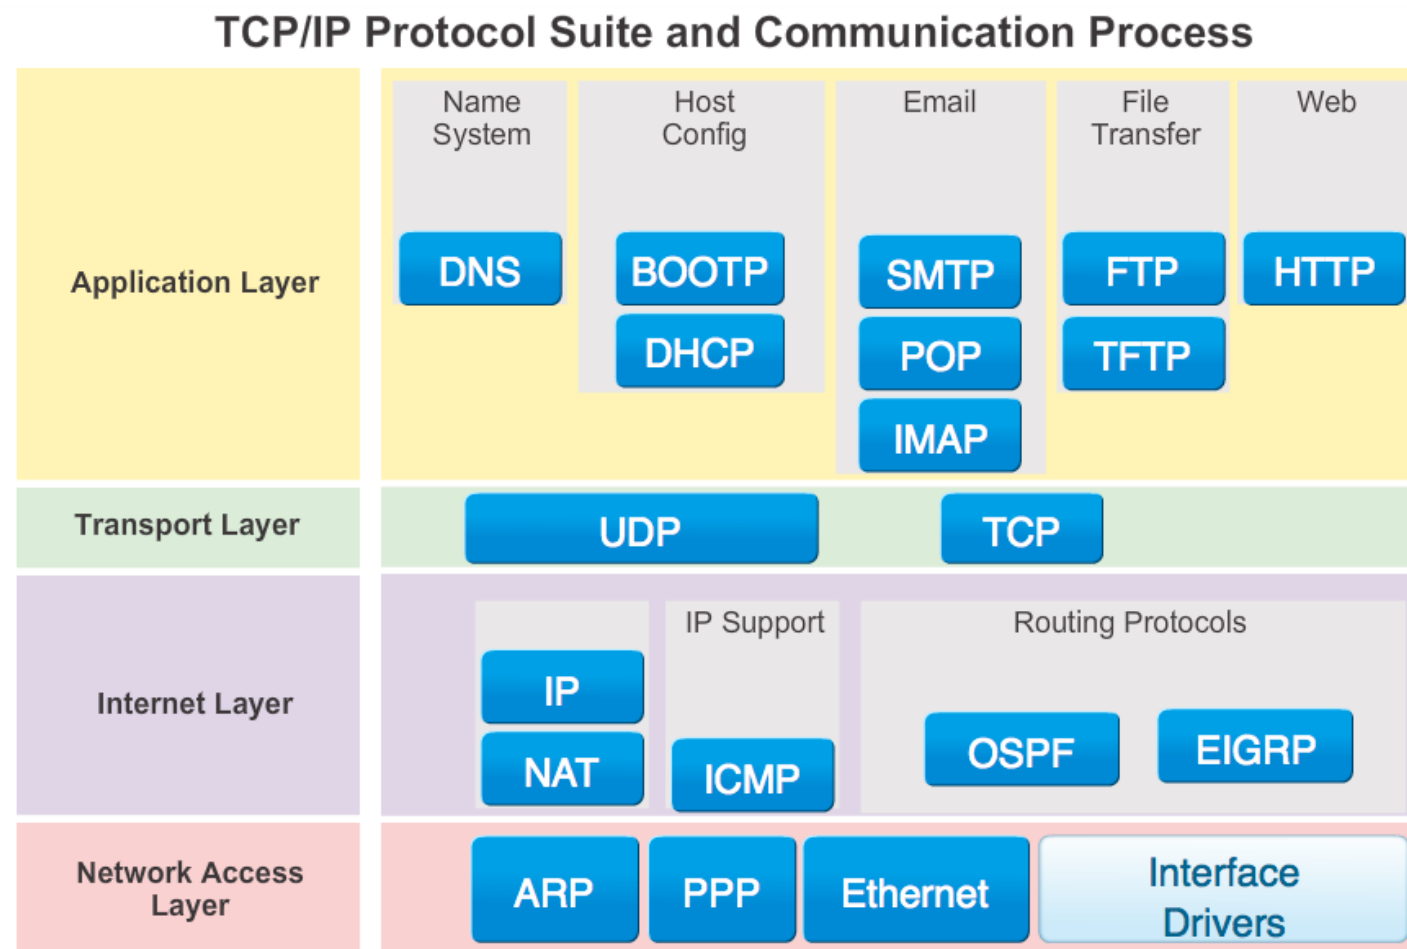 TCP/IP Protocol Suite and Communication Process
Application Layer
Name
System
DNS
Host
Config
BOOTP
DHCP
Email
SMTP
POP
IMAP
File
Transfer
FTP
TFTP
Web
HTTP
Transport Layer
UDP
TCP
Internet Layer
IP
NAT
IP Support
ICMP
Routing Protocols
OSPF
EIGRP
Network Access
Layer
ARP
PPP
Ethernet
Interface
Drivers